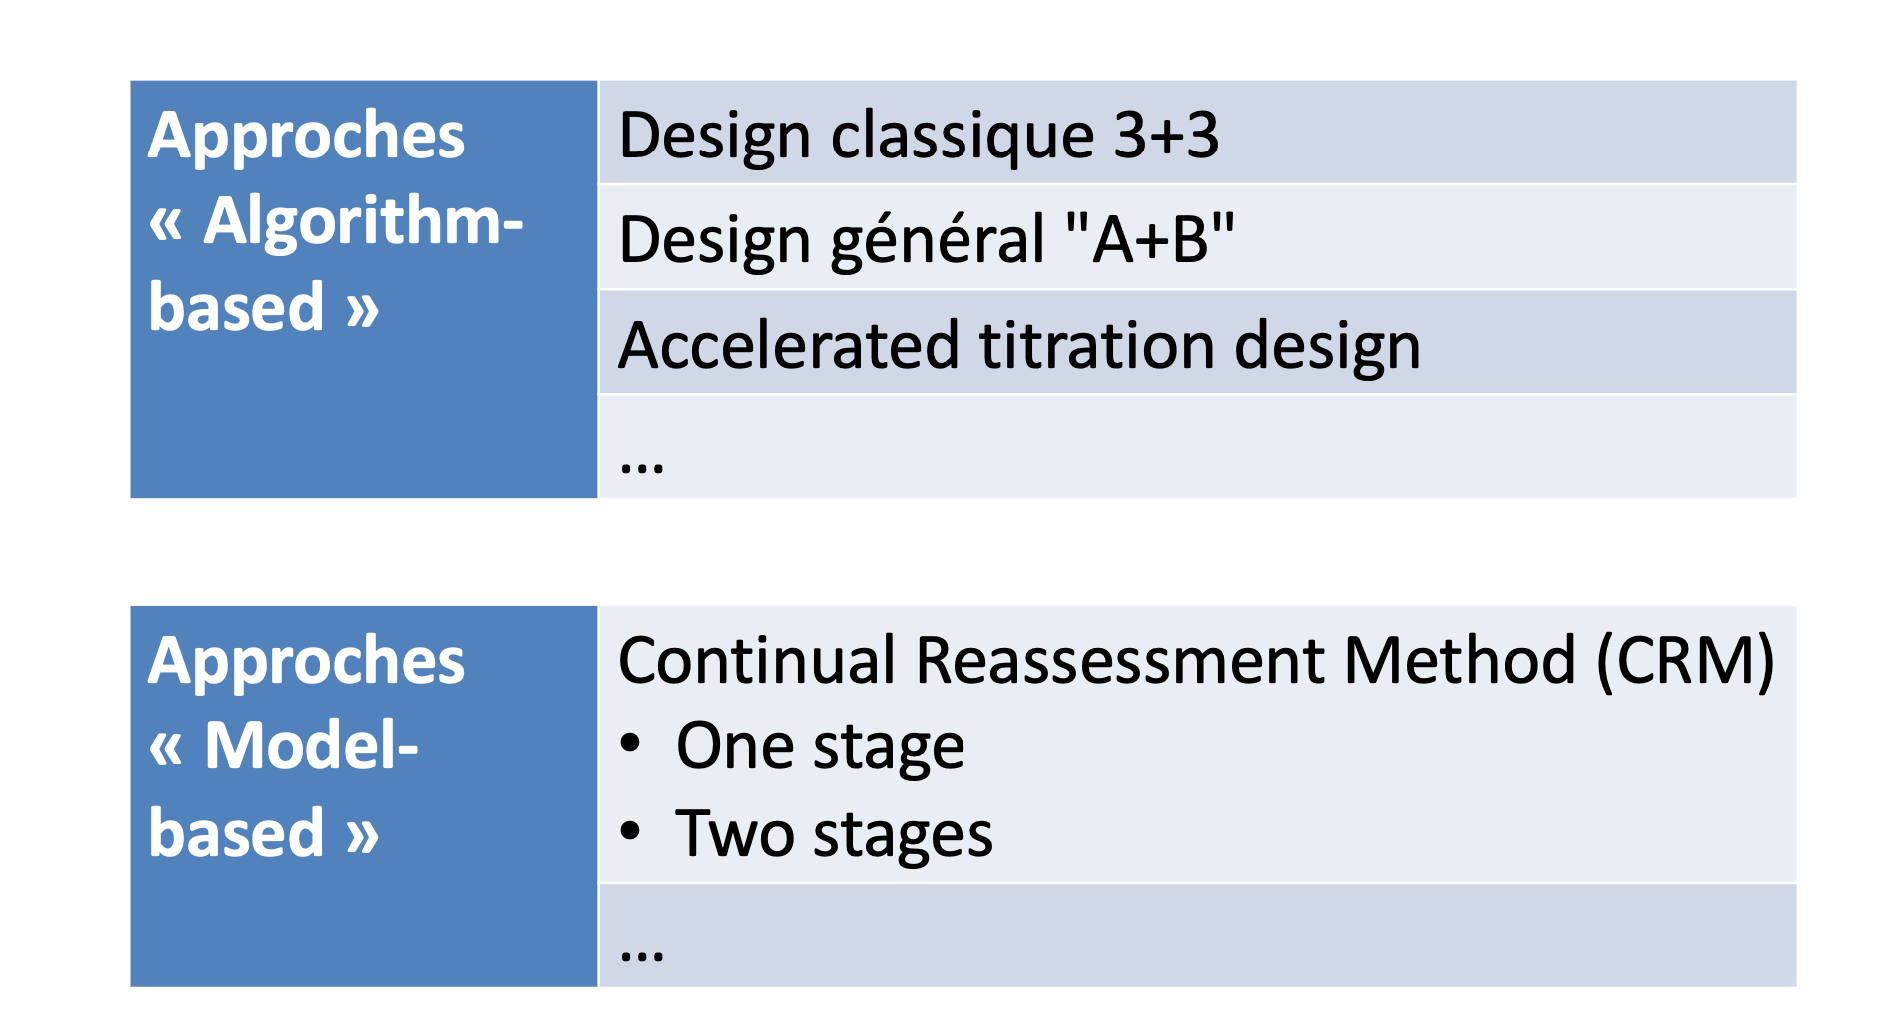 Approches
« Algorithm-
based »
Design classique 3+3
Design général "A+B"
Accelerated titration design
...
Approches
« Model-
based »
Continual Reassessment Method (CRM)
• One stage
• Two stages
...